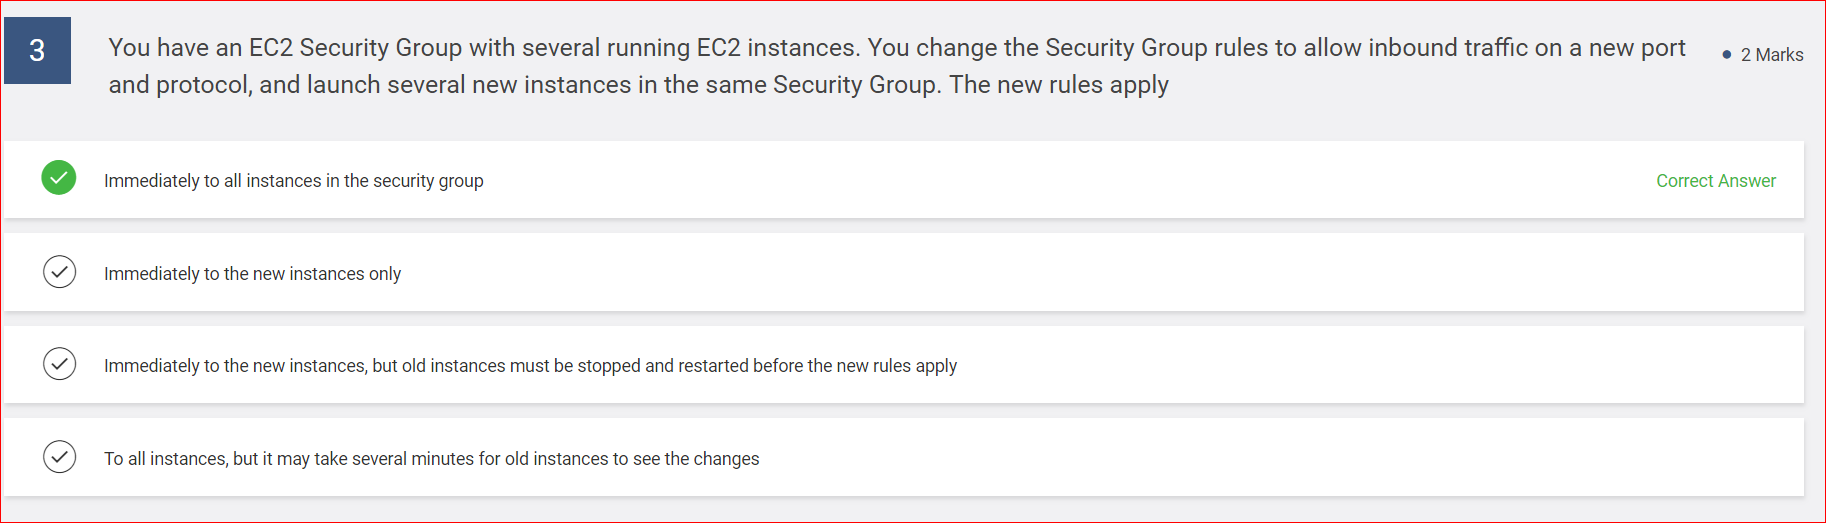 3
You have an EC2 Security Group with several running EC2 instances. You change the Security Group rules to allow inbound traffic on a new port
and protocol, and launch several new instances in the same Security Group. The new rules apply
2 Marks
Immediately to all instances in the security group
Correct Answer
Immediately to the new instances only
Immediately to the new instances, but old instances must be stopped and restarted before the new rules apply
To all instances, but it may take several minutes for old instances to see the changes